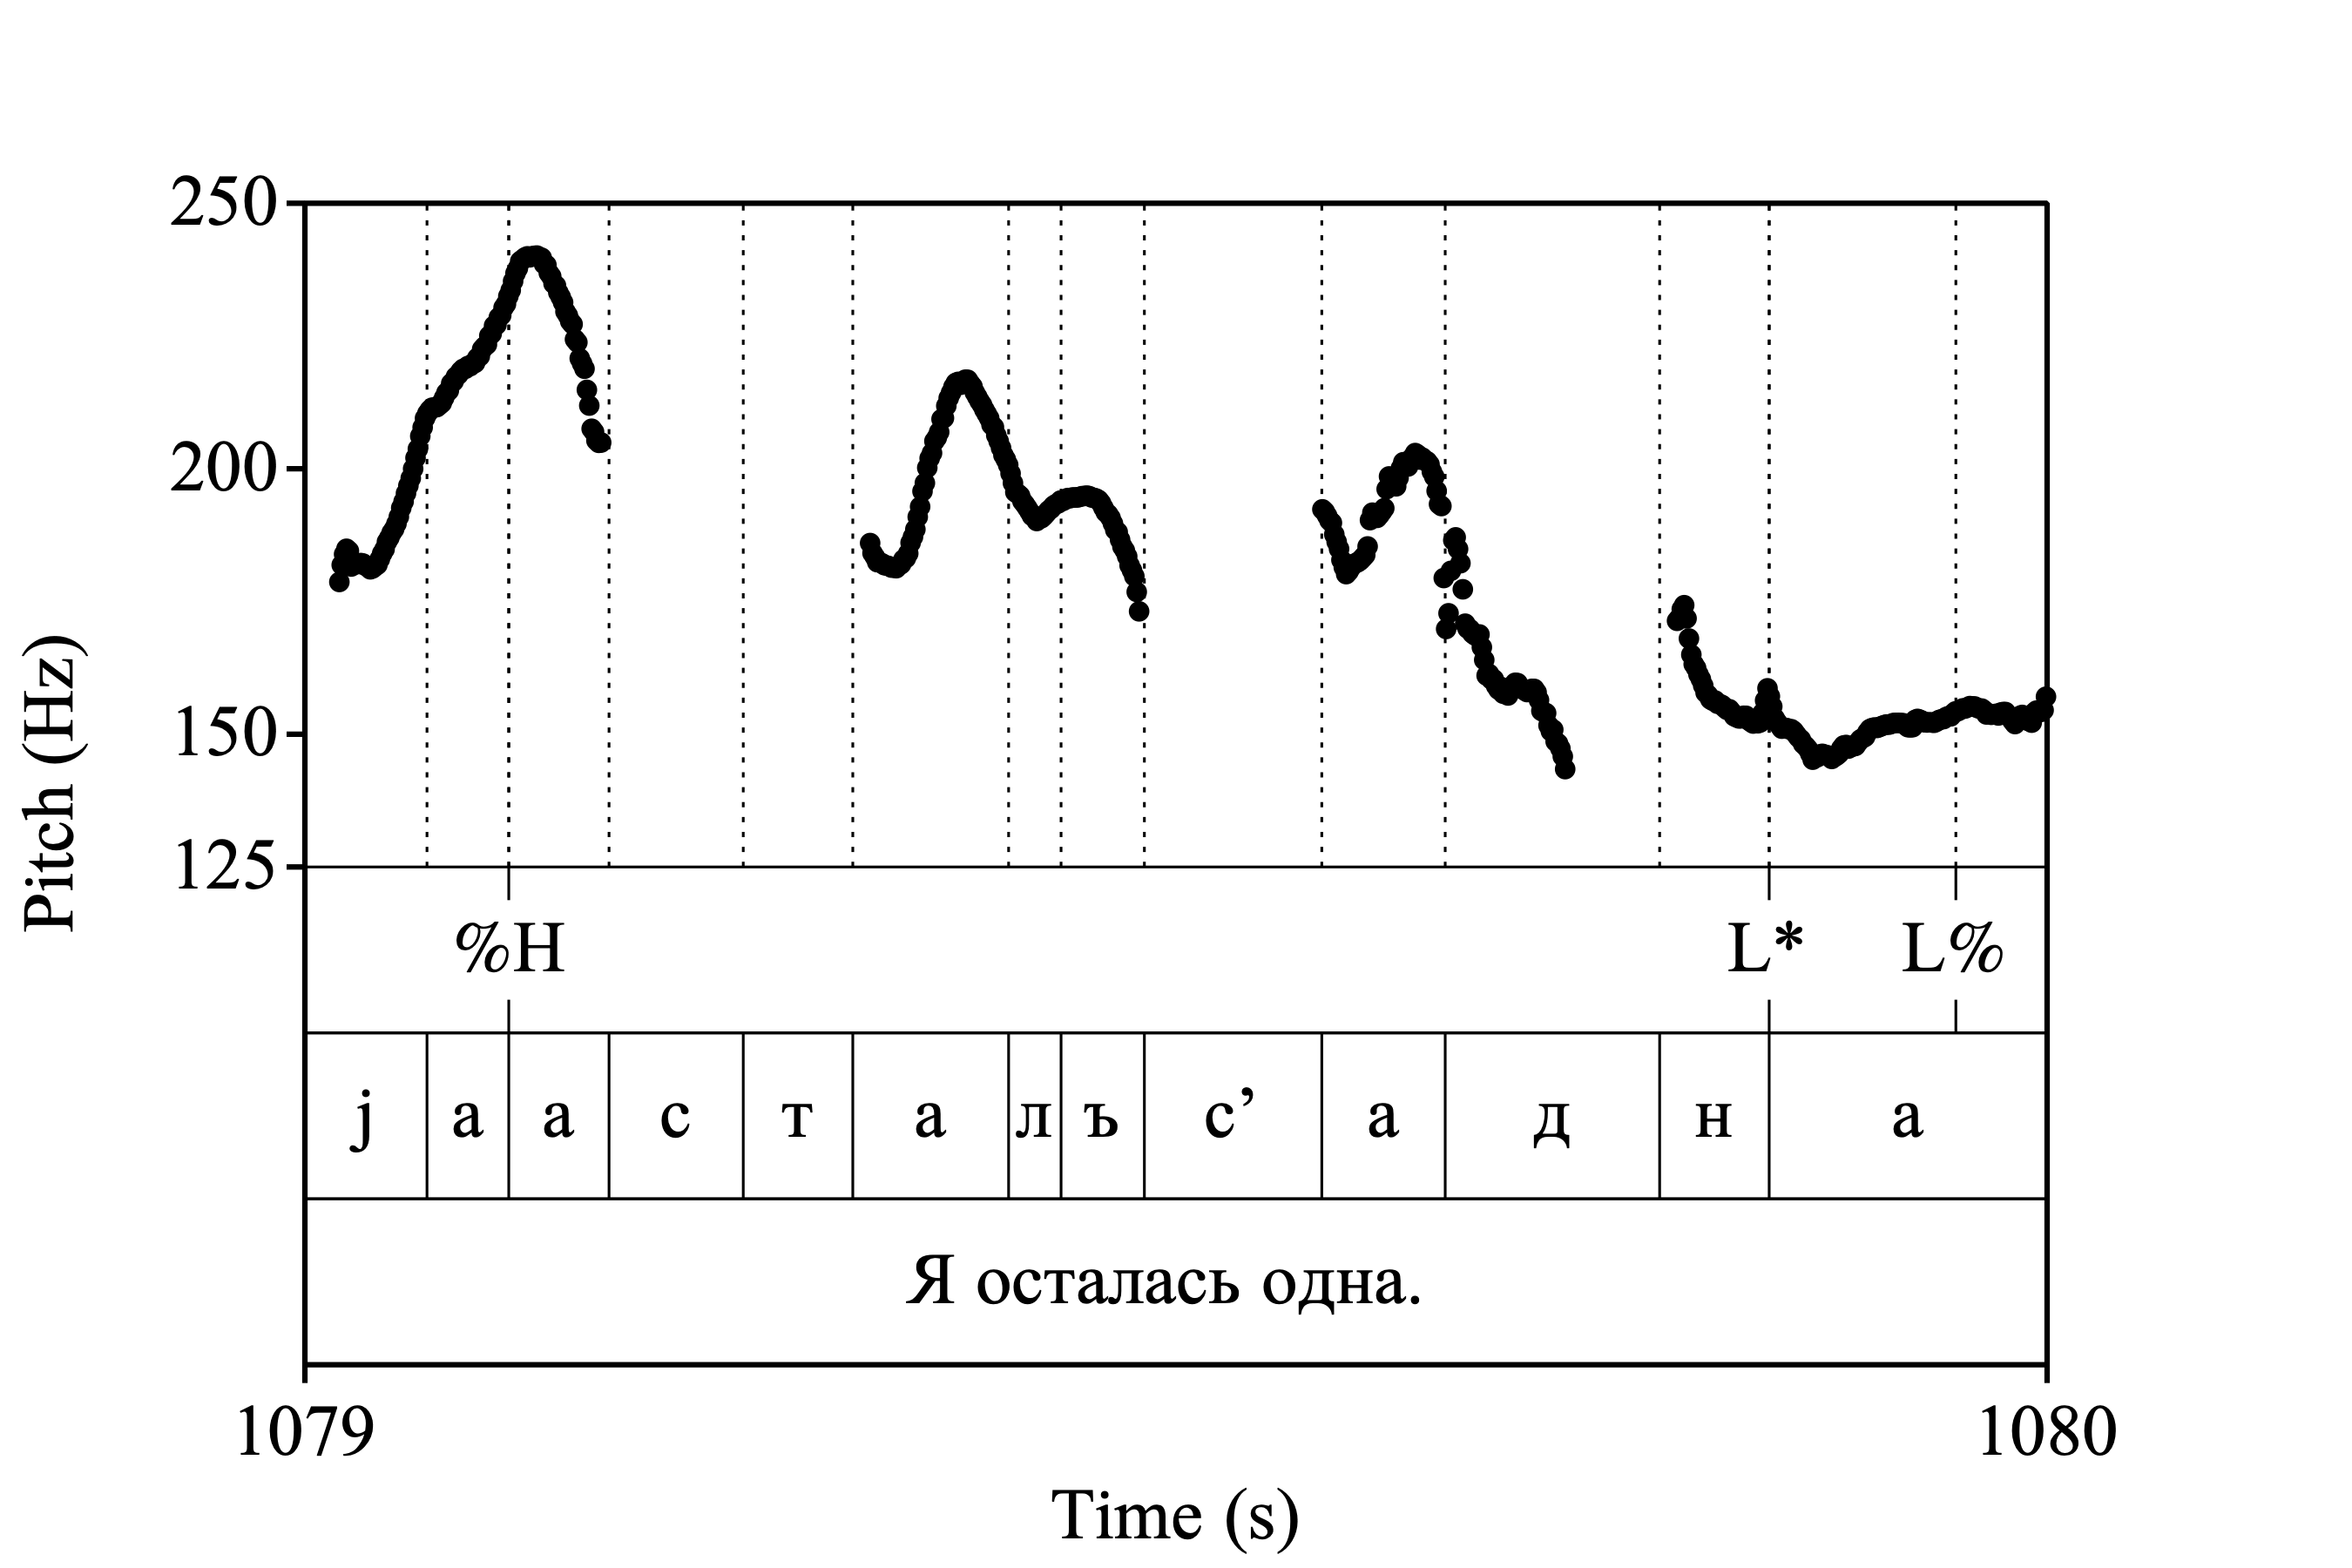 250
200
150
125
Pitch (Hz)
%H L* L%
j а а с т а л ъ с’ а д н а
Я осталась одна.
1079 1080
Time (s)